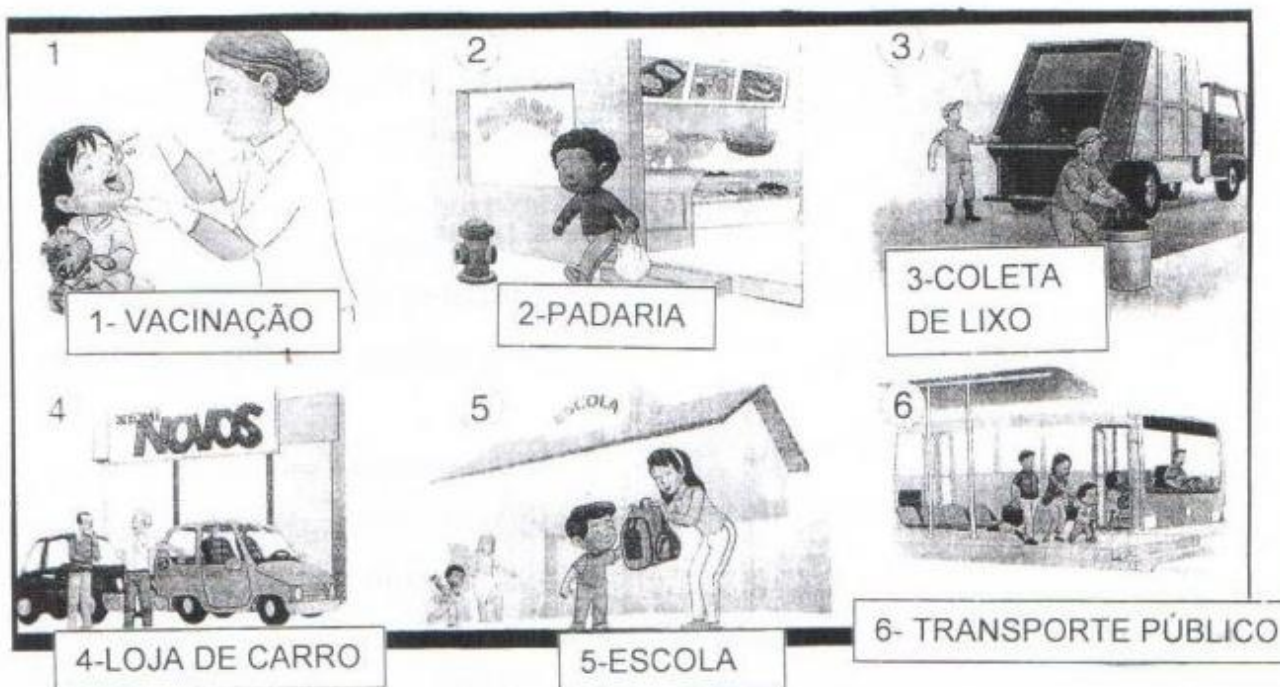 1
1- VACINAÇÃO
2
2-PADARIA
3
3-COLETA
DE LIXO
4
NOVOS
4-LOJA DE CARRO
5
ESCOLA
5-ESCOLA
6
6- TRANSPORTE PÚBLICO